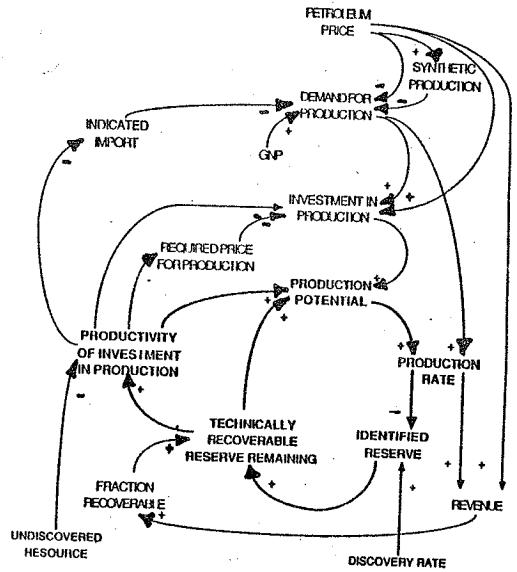 PETROLEUM
PRICE
SYNTHETIC
PRODUCTION
DEMAND FOR
PRODUCTION
INDICATED
IMPORT
GNP
INVESTMENT IN
PRODUCTION
REQUIRED PRICE
FOR PRODUCTION
PRODUCTION
POTENTIAL
PRODUCTIVITY
OF INVESTMENT
IN PRODUCTION
PRODUCTION
RATE
TECHNICALLY
RECOVERABLE
RESERVE REMAINING
IDENTIFIED
RESERVE
FRACTION
RECOVERABLE
REVENUE
UNDISCOVERED
HESOURCE
DISCOVERY RATE